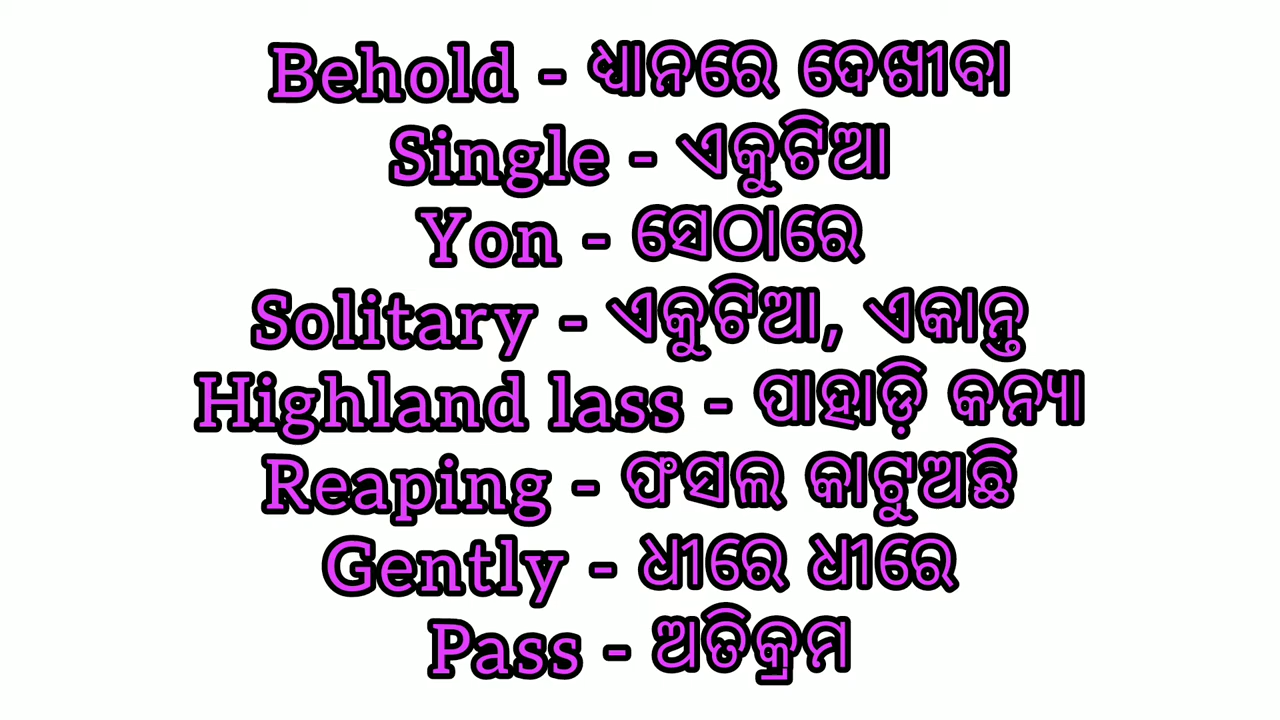 Behold - ଧ୍ୟାନରେ ଦେଖୀବା
Single - ଏକୁଟିଆ
Yon - ସେଠାରେ
Solitary - ଏକୁଟିଆ, ଏକାନ୍ତ
Highland lass - ପାହାଡ଼ି କନ୍ୟା
Reaping - ଫସଲ କାଟୁଅଛି
Gently - ଧୀରେ ଧୀରେ
Pass - ଅତିକ୍ରମ